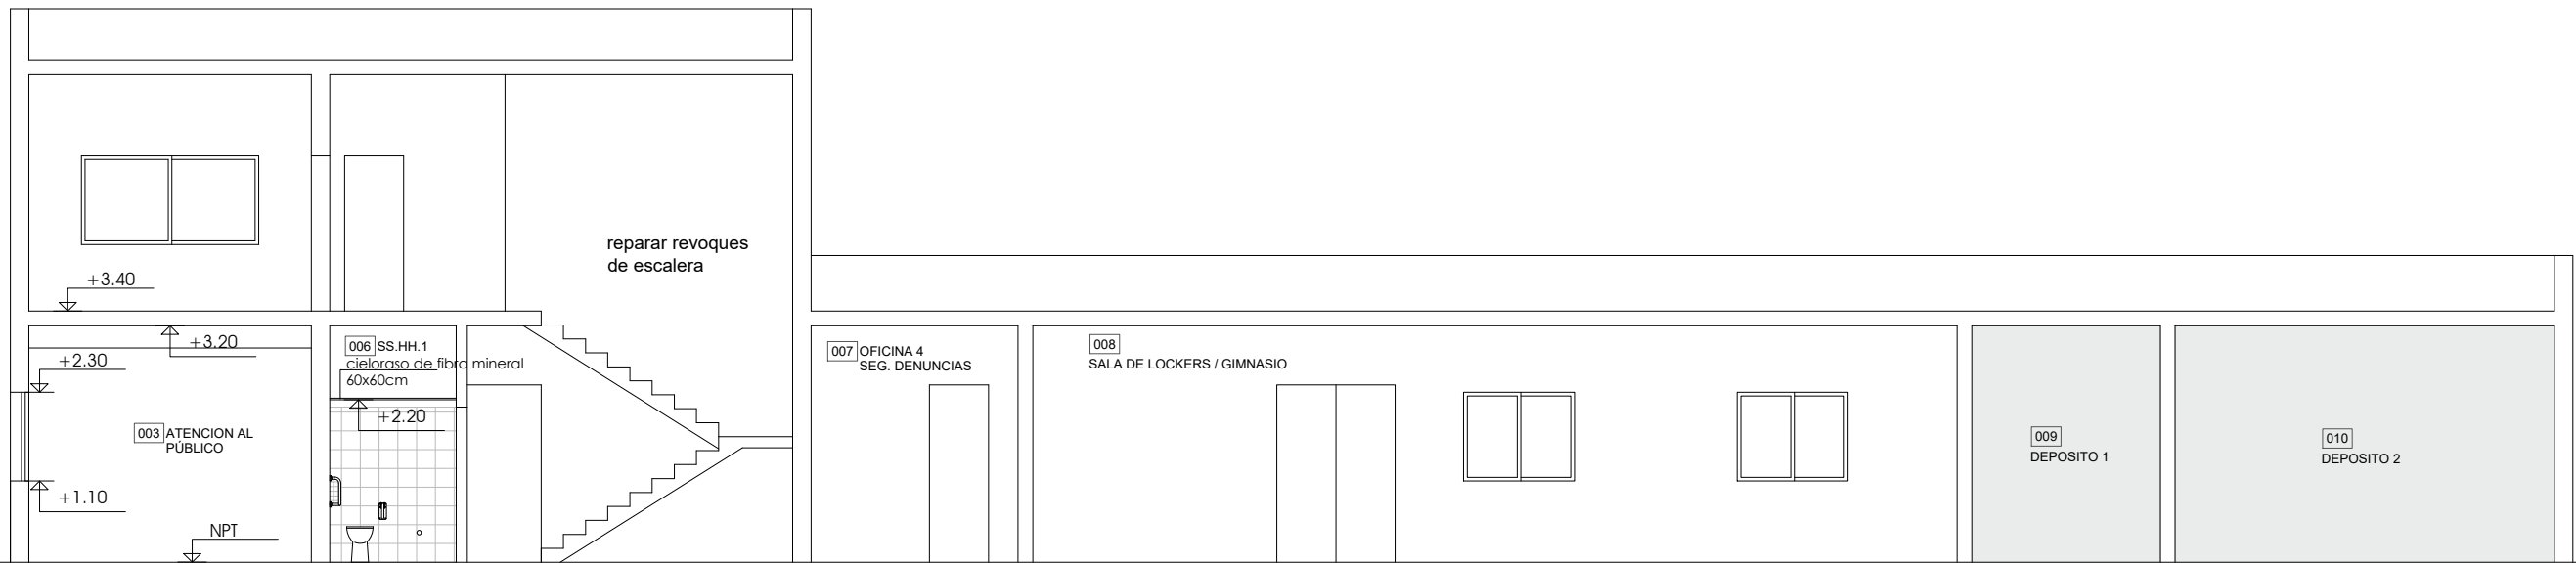 reparar revoques
de escalera
+3.40
+3.20
+2.30
006 SS.HH.1
cieloraso de fibra mineral
60x60cm
+2.20
003 ATENCION AL
PÚBLICO
+1.10
NPT
007 OFICINA 4
SEG. DENUNCIAS
008
SALA DE LOCKERS / GIMNASIO
009
DEPOSITO 1
010
DEPOSITO 2